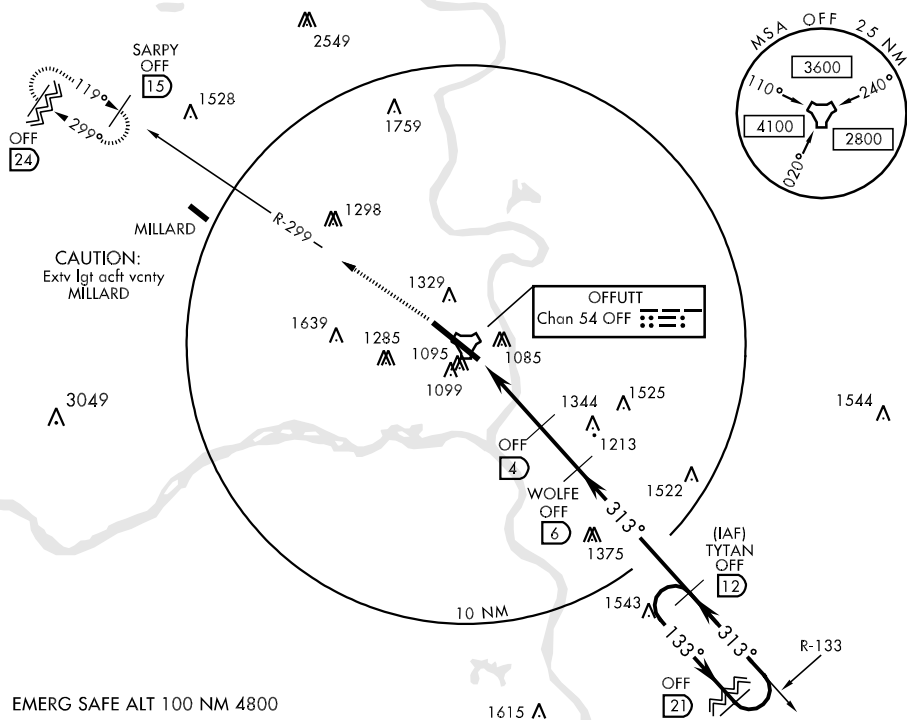 2549
MSA OFF 25 NM
3600
110°
240°
4100
2800
020°
SARPY
OFF
15
119°
299°
OFF
24
1528
1759
MILLARD
R-299
1298
CAUTION:
Extv lgt acft vcnty
MILLARD
1329
OFFUTT
Chan 54 OFF
1639
1285
1095
1085
1099
3049
1344
1525
1544
1213
OFF
4
WOLFE
OFF
6
1522
313°
1375
(IAF)
TYTAN
OFF
12
10 NM
1543
133°
313°
R-133
OFF
21
EMERG SAFE ALT 100 NM 4800
1615